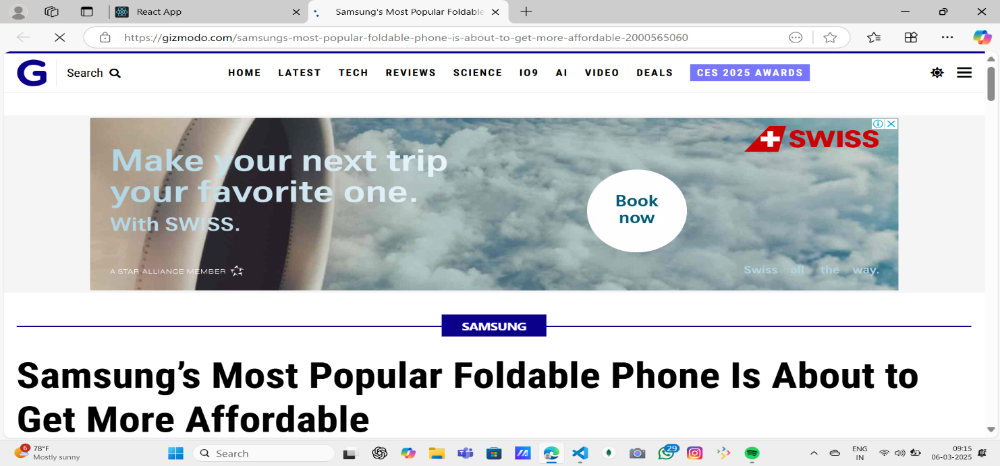 React App
Samsung's Most Popular Foldable
https://gizmodo.com/samsungs-most-popular-foldable-phone-is-about-to-get-more-affordable-2000565060
G
Search
HOME LATEST TECH REVIEWS SCIENCE IO9 AI VIDEO DEALS CES 2025 AWARDS
SWISS
Make your next trip
your favorite one.
With SWISS.
Book
now
A STAR ALLIANCE MEMBER
Swiss all the way.
SAMSUNG
Samsung’s Most Popular Foldable Phone Is About to
Get More Affordable
6
78°F
Mostly sunny
Search
29
ENG
IN
09:15
06-03-2025